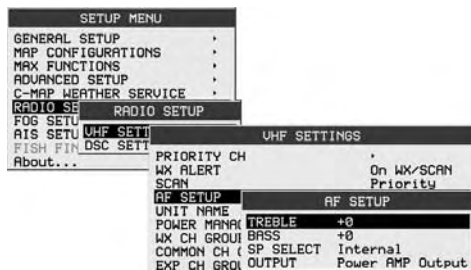 SETUP MENU
GENERAL SETUP
MAP CONFIGURATIONS
MAX FUNCTIONS
ADVANCED SETUP
C-MAP WEATHER SERVICE
RADIO SE
FOG SETU
AIS SETU
FISH FIN
About...
RADIO SETUP
VHF SETT
DSC SETT
VHF SETTINGS
PRIORITY CH
WX ALERT On WX/SCAN
SCAN Priority
AF SETUP
UNIT NAME
POWER MANAG
WX CH GROUP
COMMON CH
EXP CH GROU
AF SETUP
TREBLE +0
BASS +0
SP SELECT Internal
OUTPUT Power AMP Output